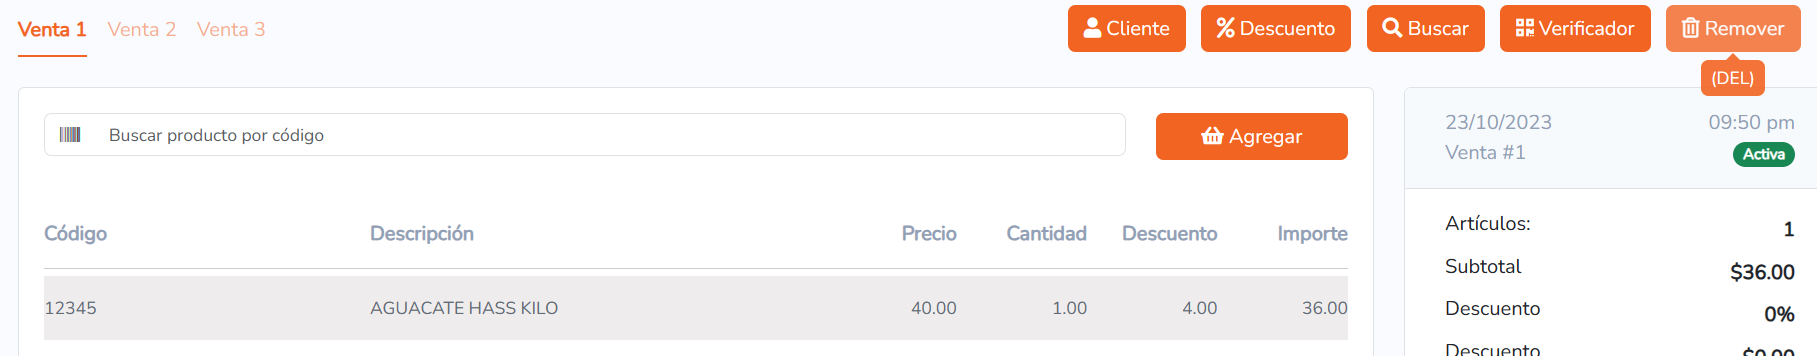 Venta 1 Venta 2 Venta 3 Cliente Descuento Buscar Verificador Remover
(DEL)
Buscar producto por código Agregar
23/10/2023 09:50 pm
Venta #1 Activa
Código Descripción Precio Cantidad Descuento Importe
12345 AGUACATE HASS KILO 40.00 1.00 4.00 36.00
Artículos: 1
Subtotal $36.00
Descuento 0%
Descuento $0.00